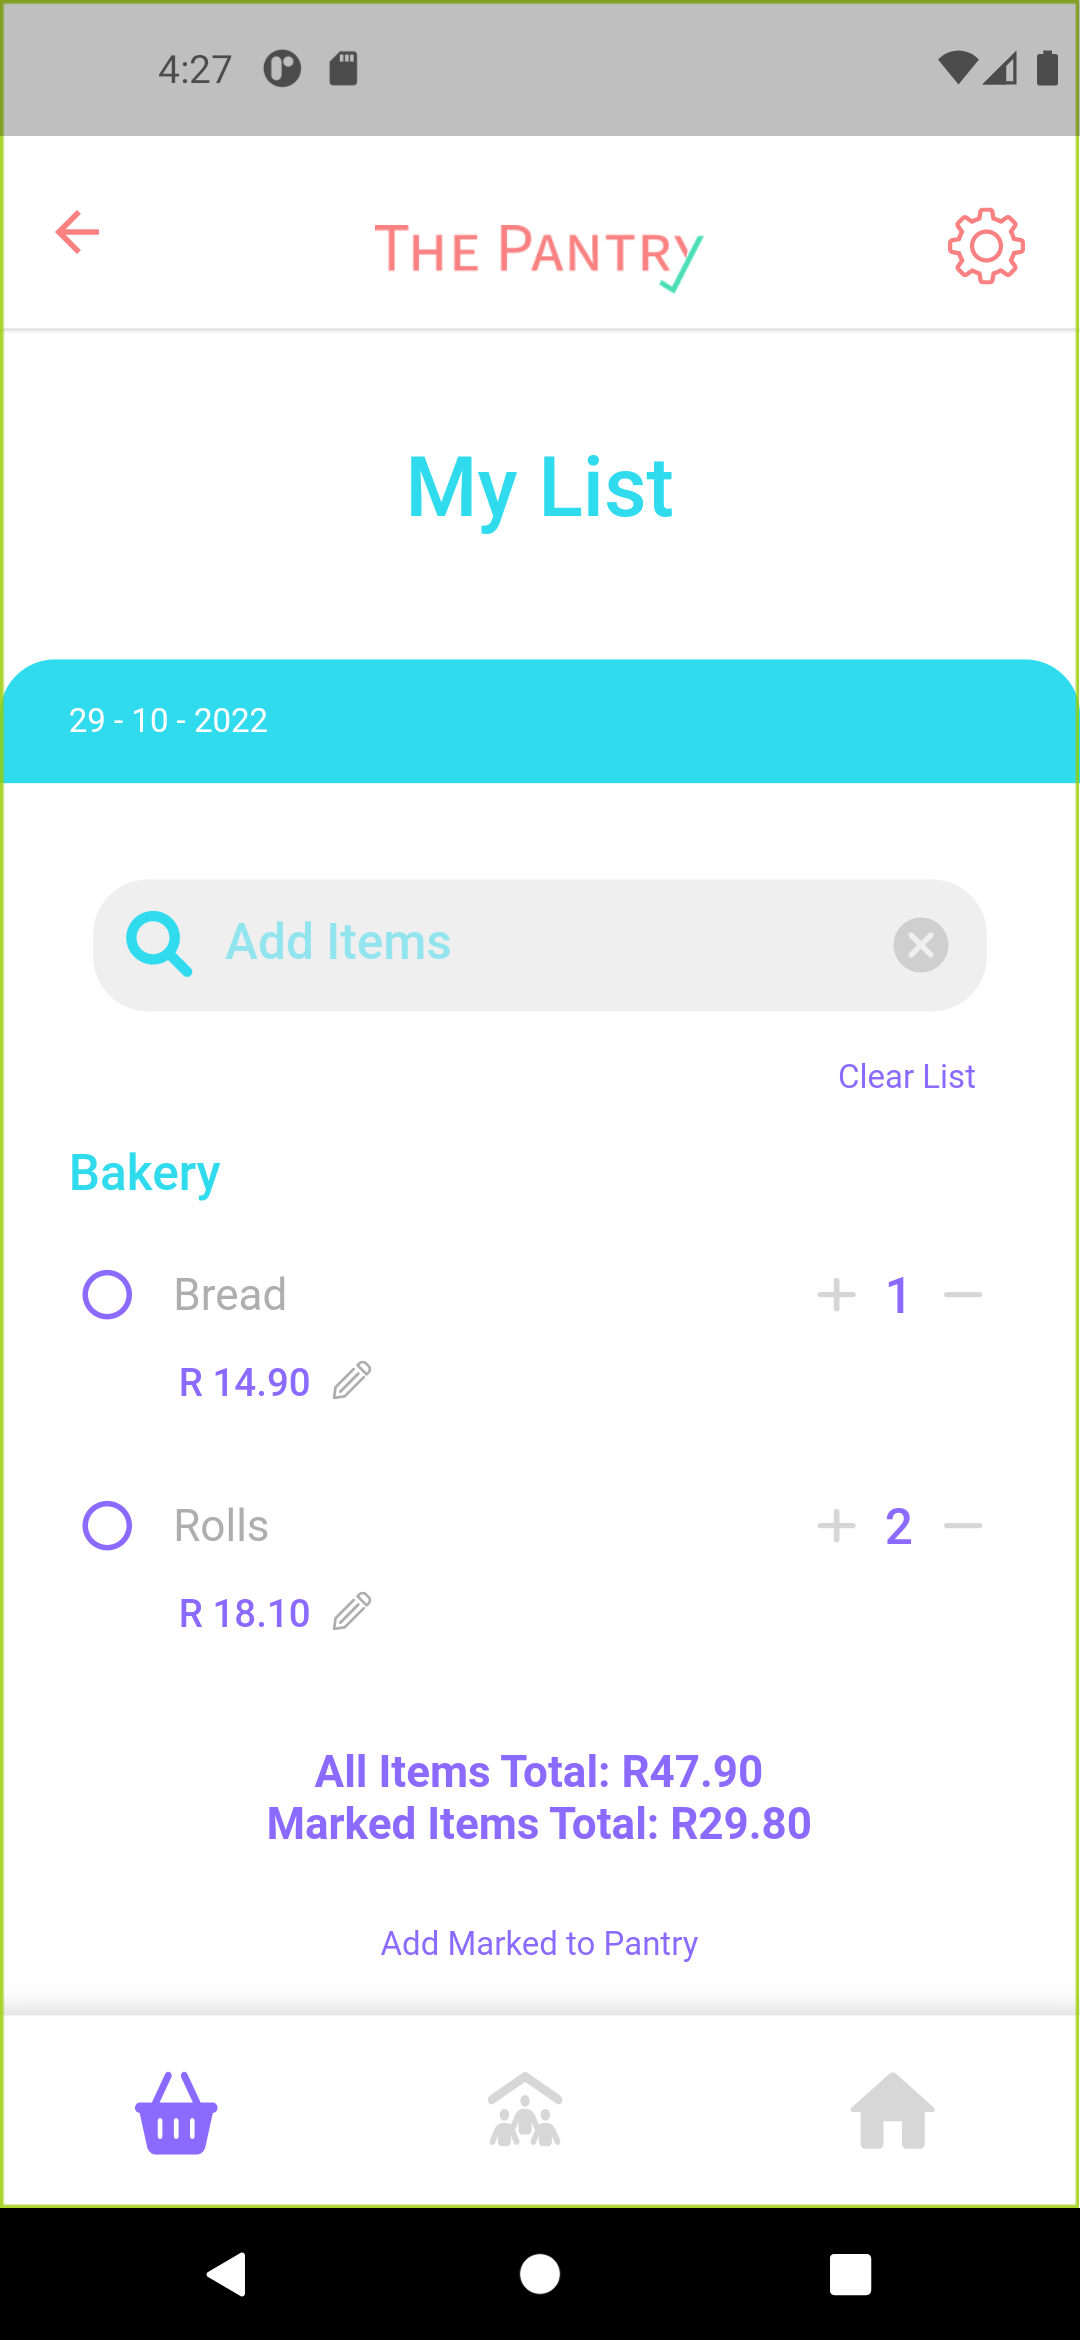 4:27
The Pantry
My List
29 - 10 - 2022
Add Items
Clear List
Bakery
Bread
1
R 14.90
Rolls
2
R 18.10
All Items Total: R47.90
Marked Items Total: R29.80
Add Marked to Pantry